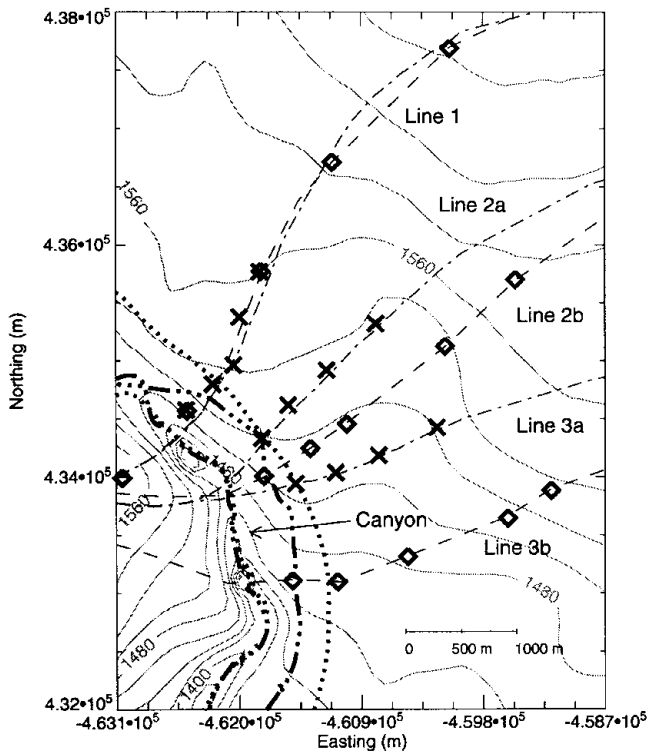 4.38•10⁵
Line 1
1560
Line 2a
4.36•10⁵
1560
Line 2b
Northing (m)
Line 3a
1480
4.34•10⁵
1560
Canyon
Line 3b
1480
0 500 m 1000 m
1480
1400
4.32•10⁵
-4.631•10⁵ -4.620•10⁵ -4.609•10⁵ -4.598•10⁵ -4.587•10⁵
Easting (m)